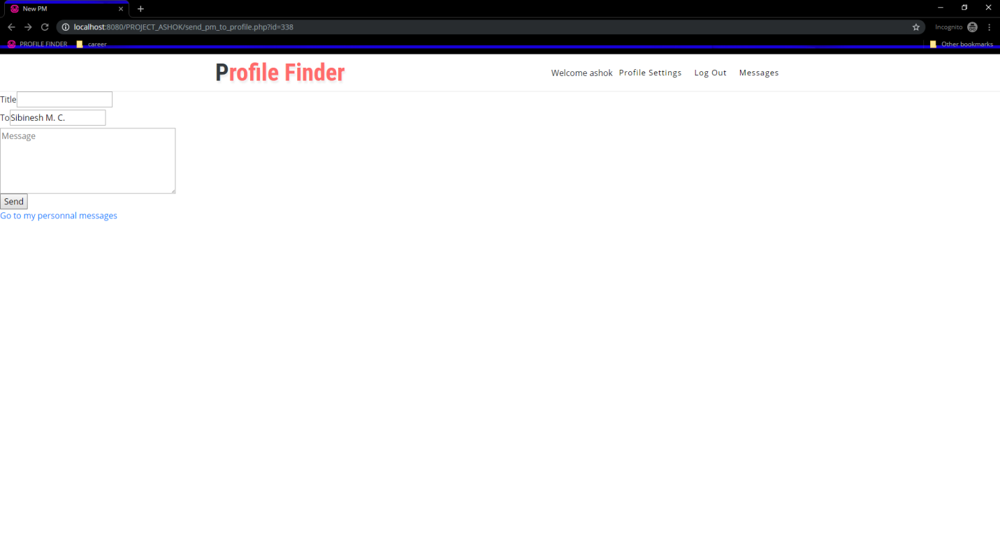 New PM
localhost:8080/PROJECT_ASHOK/send_pm_to_profile.php?id=338
Incognito
PROFILE FINDER career Other bookmarks
Profile Finder Welcome ashok Profile Settings Log Out Messages
Title
To Sibinesh M. C.
Message
Send
Go to my personnal messages